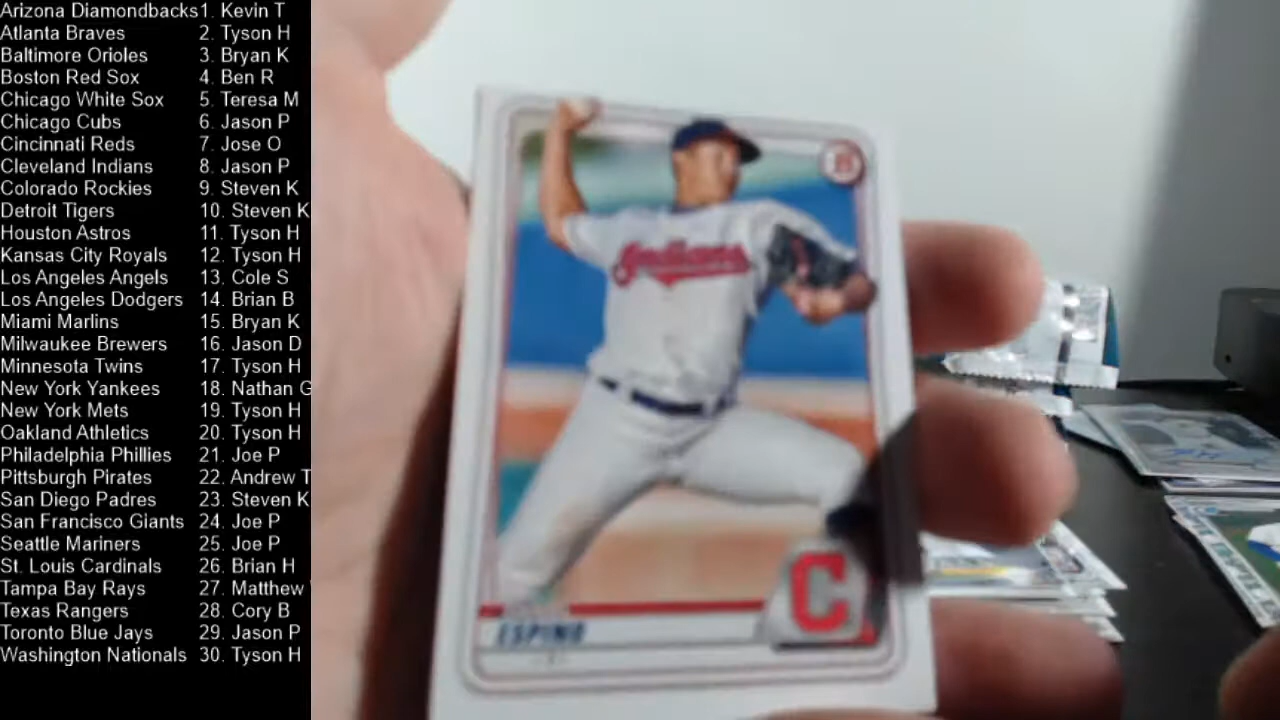 Arizona Diamondbacks 1. Kevin T
Atlanta Braves 2. Tyson H
Baltimore Orioles 3. Bryan K
Boston Red Sox 4. Ben R
Chicago White Sox 5. Teresa M
Chicago Cubs 6. Jason P
Cincinnati Reds 7. Jose O
Cleveland Indians 8. Jason P
Colorado Rockies 9. Steven K
Detroit Tigers 10. Steven K
Houston Astros 11. Tyson H
Kansas City Royals 12. Tyson H
Los Angeles Angels 13. Cole S
Los Angeles Dodgers 14. Brian B
Miami Marlins 15. Bryan K
Milwaukee Brewers 16. Jason D
Minnesota Twins 17. Tyson H
New York Yankees 18. Nathan G
New York Mets 19. Tyson H
Oakland Athletics 20. Tyson H
Philadelphia Phillies 21. Joe P
Pittsburgh Pirates 22. Andrew T
San Diego Padres 23. Steven K
San Francisco Giants 24. Joe P
Seattle Mariners 25. Joe P
St. Louis Cardinals 26. Brian H
Tampa Bay Rays 27. Matthew
Texas Rangers 28. Cory B
Toronto Blue Jays 29. Jason P
Washington Nationals 30. Tyson H
B
Indians
C
ESPINO